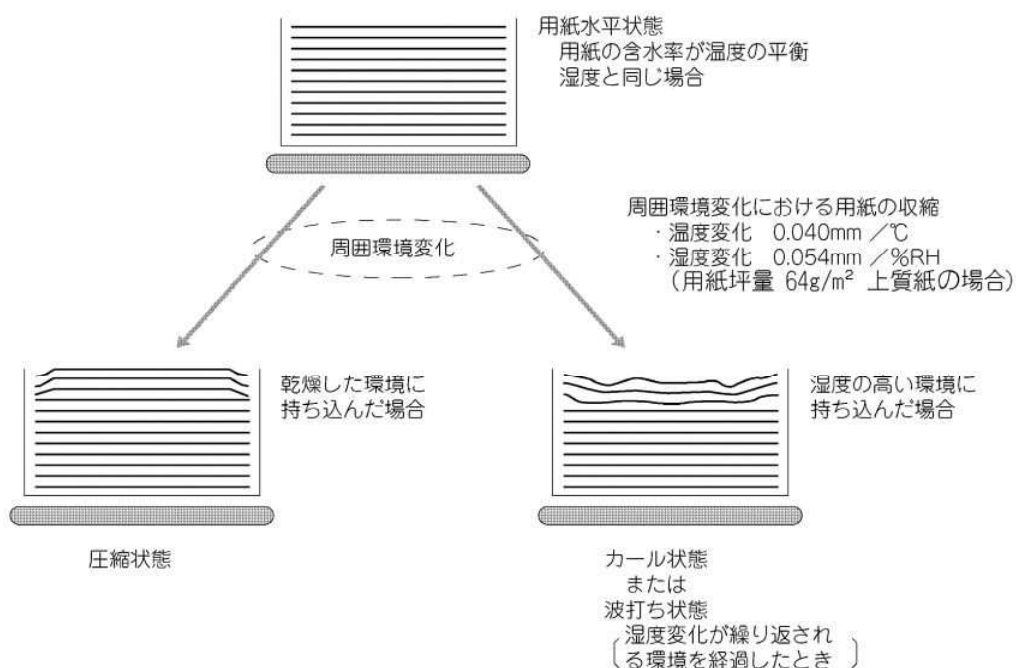 用紙水平状態
用紙の含水率が温度の平衡
湿度と同じ場合
周囲環境変化
周囲環境変化における用紙の収縮
・温度変化 0.040mm ／℃
・湿度変化 0.054mm ／%RH
（用紙坪量 64g/m² 上質紙の場合）
乾燥した環境に
持ち込んだ場合
湿度の高い環境に
持ち込んだ場合
圧縮状態
カール状態
または
波打ち状態
湿度変化が繰り返され
る環境を経過したとき